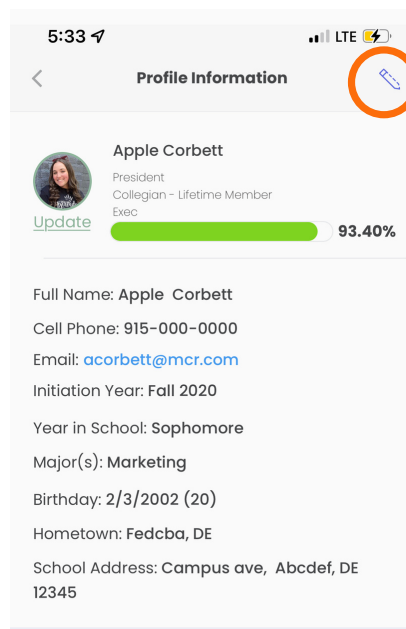 5:33
LTE
Profile Information
Apple Corbett
President
Collegian - Lifetime Member
Exec
Update
93.40%
Full Name: Apple Corbett
Cell Phone: 915-000-0000
Email: acorbett@mcr.com
Initiation Year: Fall 2020
Year in School: Sophomore
Major(s): Marketing
Birthday: 2/3/2002 (20)
Hometown: Fedcba, DE
School Address: Campus ave, Abcdef, DE
12345